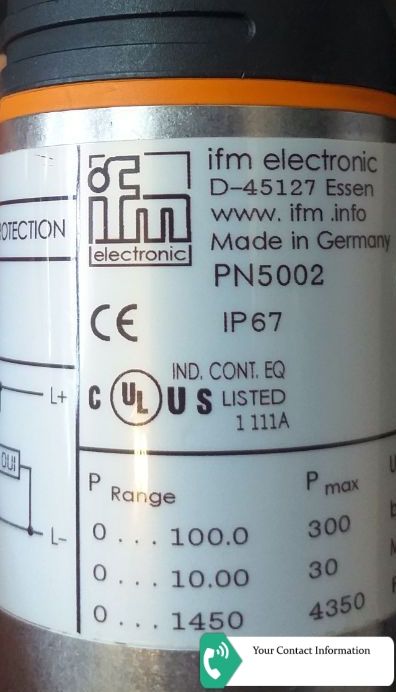 ifm electronic
D-45127 Essen
www. ifm .info
Made in Germany
ifm
electronic
PN5002
OTECTION
CE
IP67
IND. CONT. EQ
C UL US LISTED
1 111A
L+
OUT
L-
P Range
P max
0 . . . 100.0
300
0 . . . 10.00
30
0 . . . 1450
4350
Your Contact Information